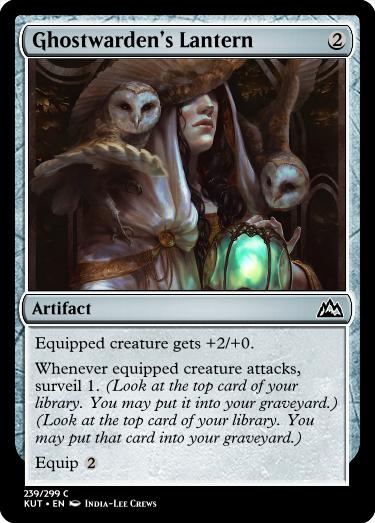 Ghostwarden's Lantern 2
Artifact
Equipped creature gets +2/+0.
Whenever equipped creature attacks,
surveil 1. (Look at the top card of your
library. You may put it into your graveyard.)
(Look at the top card of your library. You
may put that card into your graveyard.)
Equip 2
239/299 C
KUT • EN India-Lee Crews